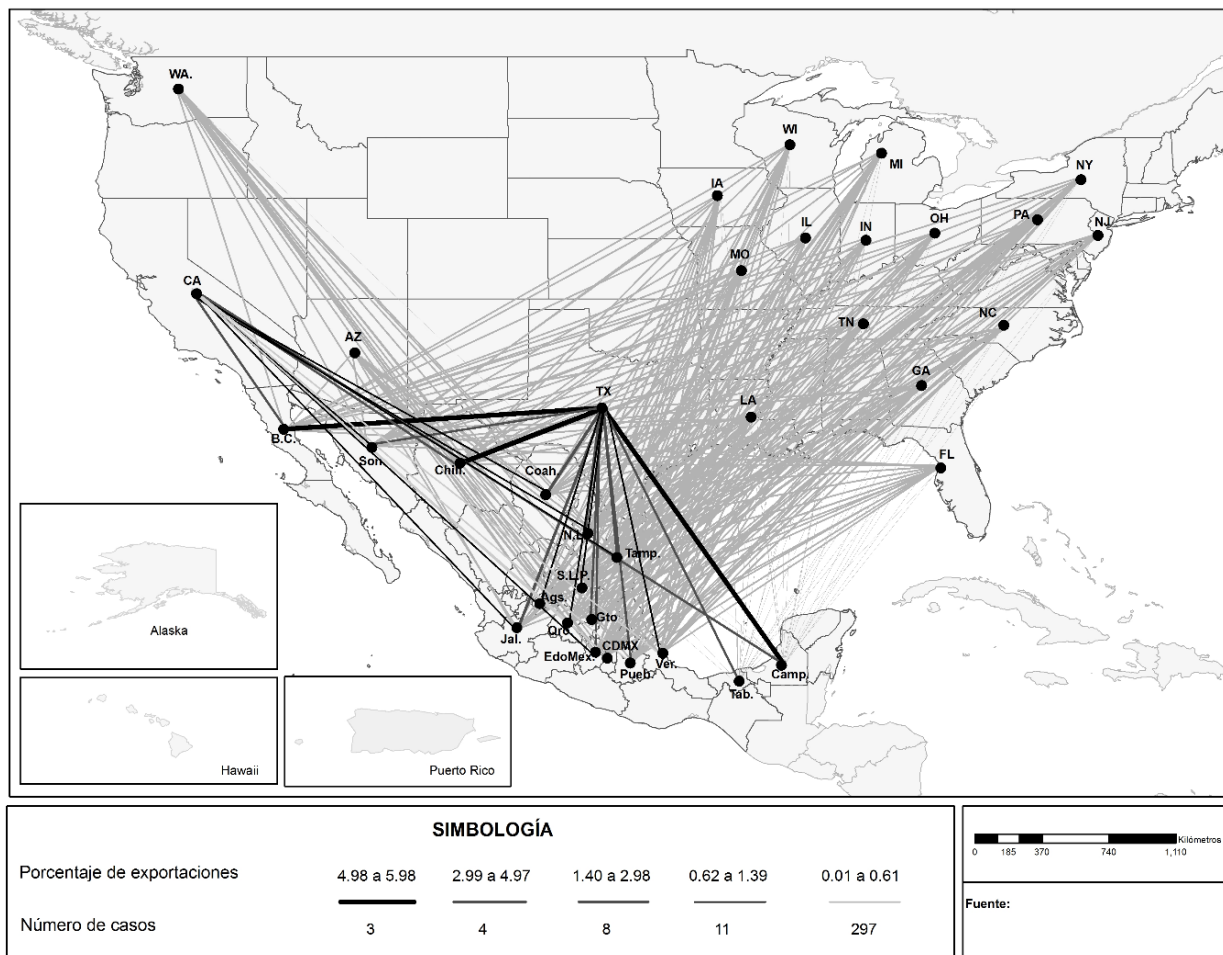 WA.
WI
MI
NY
IA
PA
NJ
IL
IN
OH
MO
CA
TN
NC
AZ
GA
TX
LA
B.C.
Son.
Chih.
Coah.
FL
N.L.
Tamp.
S.L.P.
Ags.
Gto
Qro
Jal.
CDMX
EdoMex.
Pueb.
Ver.
Camp.
Tab.
Alaska
Hawaii
Puerto Rico
SIMBOLOGÍA
Porcentaje de exportaciones 4.98 a 5.98 2.99 a 4.97 1.40 a 2.98 0.62 a 1.39 0.01 a 0.61
Número de casos 3 4 8 11 297
Kilómetros
0 185 370 740 1,110
Fuente: